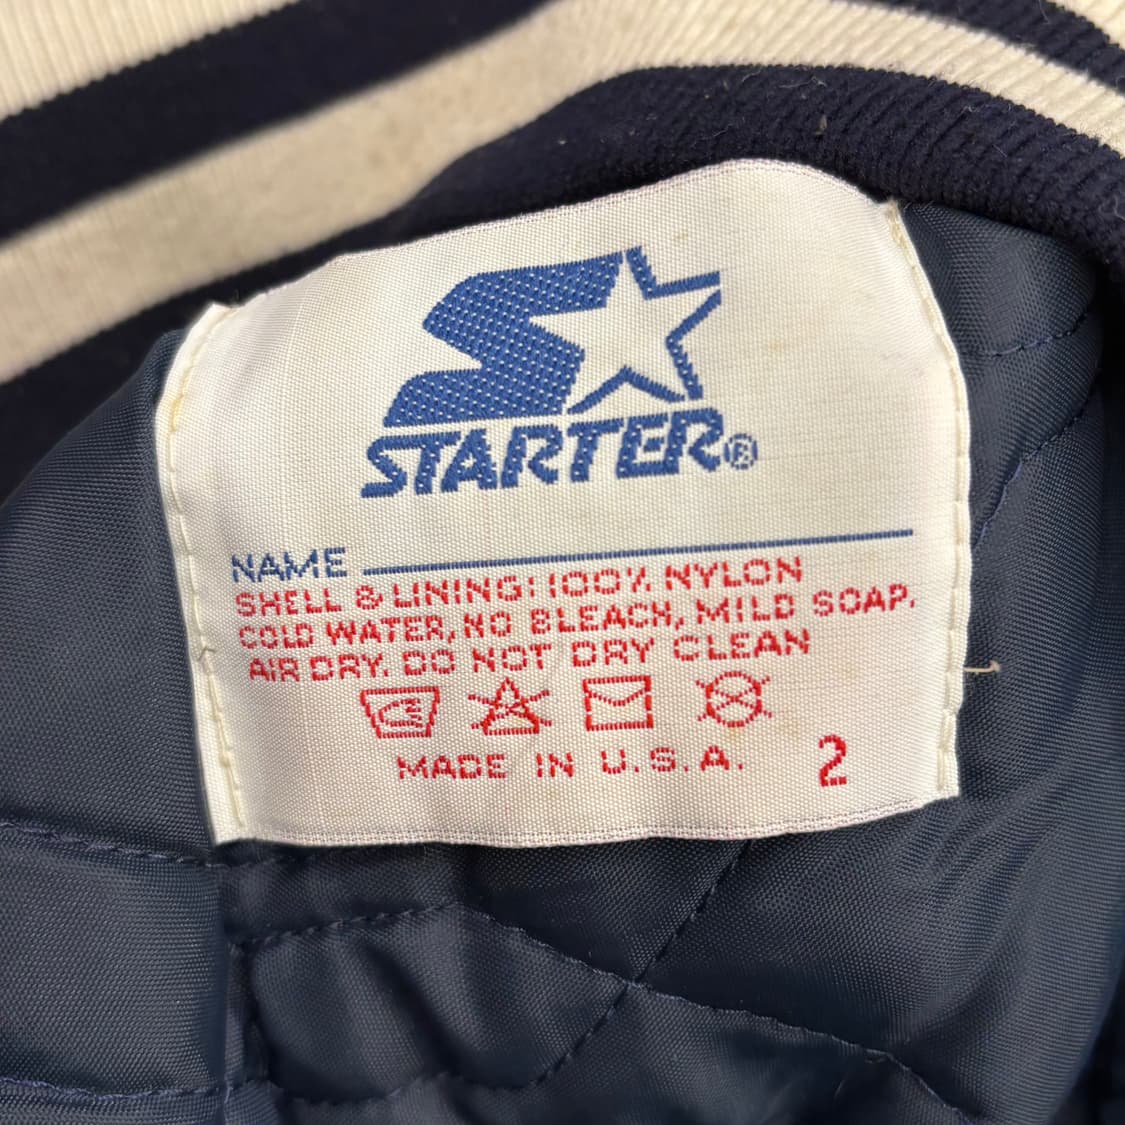 STARTER®
NAME
SHELL & LINING: 100% NYLON
COLD WATER, NO BLEACH, MILD SOAP.
AIR DRY. DO NOT DRY CLEAN
MADE IN U.S.A. 2